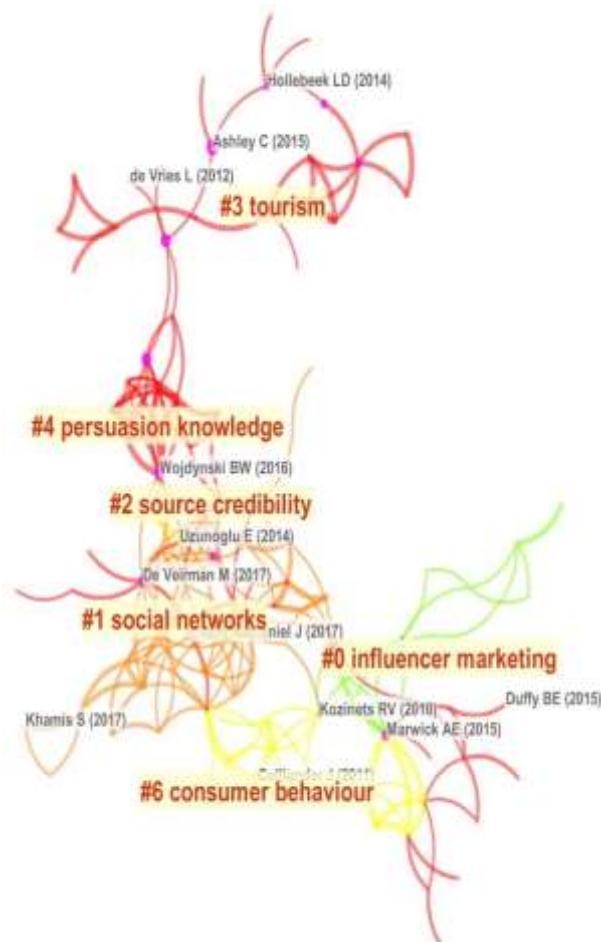 Hollebeek LD (2014)
Ashley C (2015)
de Vries L (2012)
#3 tourism
#4 persuasion knowledge
Wojdynski BW (2016)
#2 source credibility
Uzunoglu E (2014)
De Veirman M (2017)
#1 social networks
niel J (2017)
#0 influencer marketing
Duffy BE (2015)
Kozinets RV (2010)
Khamis S (2017)
Marwick AE (2015)
#6 consumer behaviour